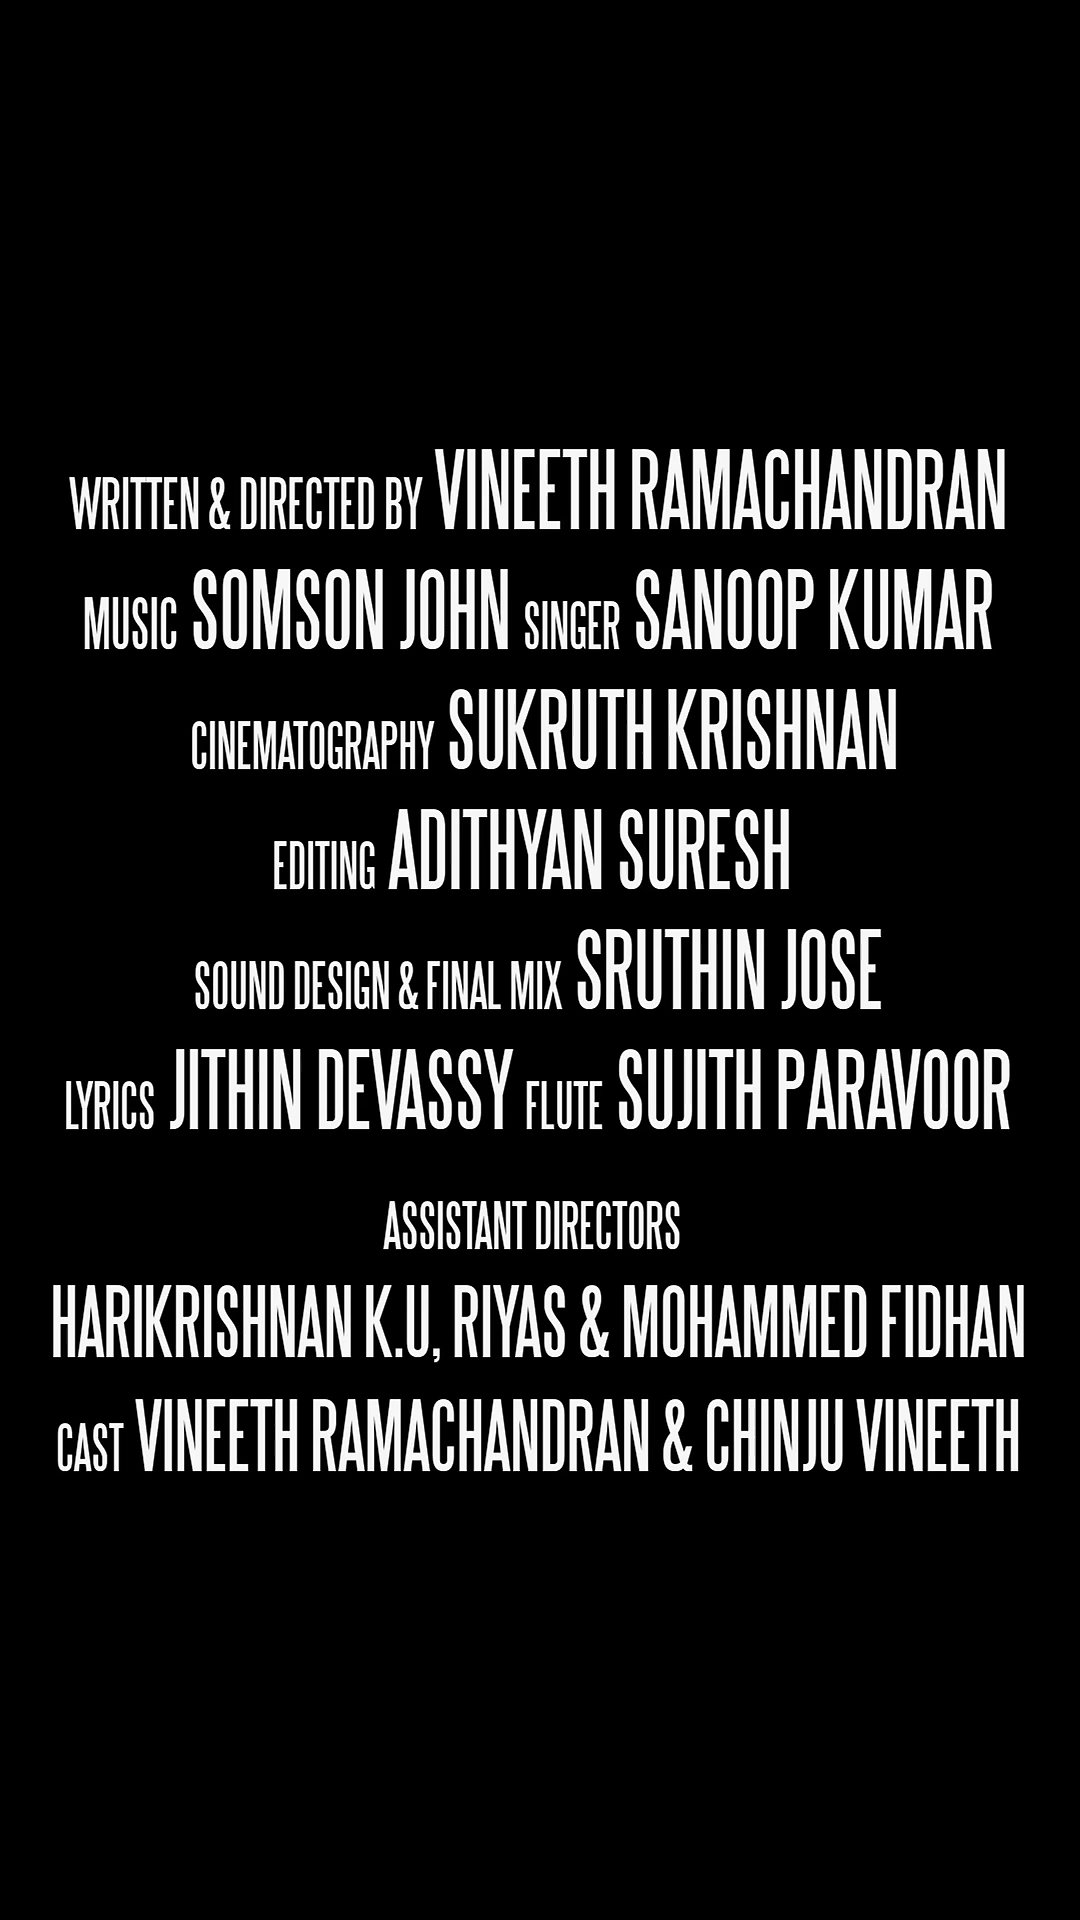 WRITTEN & DIRECTED BY VINEETH RAMACHANDRAN
MUSIC SOMSON JOHN SINGER SANOOP KUMAR
CINEMATOGRAPHY SUKRUTH KRISHNAN
EDITING ADITHYAN SURESH
SOUND DESIGN & FINAL MIX SRUTHIN JOSE
LYRICS JITHIN DEVASSY FLUTE SUJITH PARAVOOR
ASSISTANT DIRECTORS
HARIKRISHNAN K.U, RIYAS & MOHAMMED FIDHAN
CAST VINEETH RAMACHANDRAN & CHINJU VINEETH